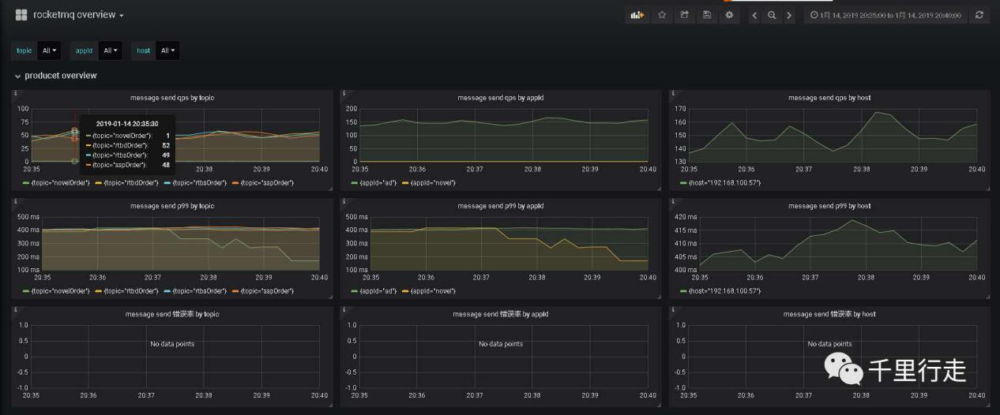 rocketmq overview
1月 14, 2019 20:35:00 to 1月 14, 2019 20:40:00
topic All appId All host All
producet overview
message send qps by topic
100
75
50
25
0
20:35 20:38 20:39 20:40
2019-01-14 20:35:30
{topic="novelOrder"}: 1
{topic="rtbdOrder"}: 52
{topic="rtbsOrder"}: 49
{topic="sspOrder"}: 48
{topic="novelOrder"} {topic="rtbdOrder"} {topic="rtbsOrder"} {topic="sspOrder"}
message send qps by appId
200
150
100
50
0
20:35 20:36 20:37 20:38 20:39 20:40
{appId="ad"} {appId="novel"}
message send qps by host
170
160
150
140
130
20:35 20:36 20:37 20:38 20:39 20:40
{host="192.168.100.57"}
message send p99 by topic
500 ms
400 ms
300 ms
200 ms
100 ms
20:35 20:36 20:37 20:38 20:39 20:40
{topic="novelOrder"} {topic="rtbdOrder"} {topic="rtbsOrder"} {topic="sspOrder"}
message send p99 by appId
500 ms
400 ms
300 ms
200 ms
100 ms
20:35 20:36 20:37 20:38 20:39 20:40
{appId="ad"} {appId="novel"}
message send p99 by host
420 ms
415 ms
410 ms
405 ms
400 ms
20:35 20:36 20:37 20:38 20:39 20:40
{host="192.168.100.57"}
message send 错误率 by topic
1.0
0.5
0
-0.5
-1.0
No data points
20:35 20:36 20:37 20:38 20:39 20:40
message send 错误率 by appId
1.0
0.5
0
-0.5
-1.0
No data points
20:35 20:36 20:37 20:38 20:39 20:40
message send 错误率 by host
1.0
0.5
0
-0.5
-1.0
No data points
20:35 20:36 20:37 20:38 20:39 20:40
千里行走